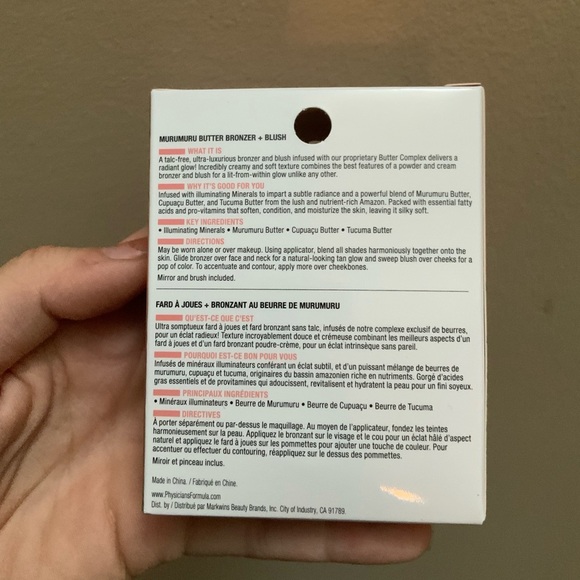 MURUMURU BUTTER BRONZER + BLUSH
WHAT IT IS
A talc-free, ultra-luxurious bronzer and blush infused with our proprietary Butter Complex delivers a
radiant glow! Incredibly creamy and soft texture combines the best features of a powder and cream
bronzer and blush for a lit-from-within glow unlike any other.
WHY IT'S GOOD FOR YOU
Infused with illuminating Minerals to impart a subtle radiance and a powerful blend of Murumuru Butter,
Cupuaçu Butter, and Tucuma Butter from the lush and nutrient-rich Amazon. Packed with essential fatty
acids and pro-vitamins that soften, condition, and moisturize the skin, leaving it silky soft.
KEY INGREDIENTS
• Illuminating Minerals • Murumuru Butter • Cupuaçu Butter • Tucuma Butter
DIRECTIONS
May be worn alone or over makeup. Using applicator, blend all shades harmoniously together onto the
skin. Glide bronzer over face and neck for a natural-looking tan glow and sweep blush over cheeks for a
pop of color. To accentuate and contour, apply more over cheekbones.
Mirror and brush included.
FARD À JOUES + BRONZANT AU BEURRE DE MURUMURU
QU'EST-CE QUE C'EST
Ultra somptueux fard à joues et fard bronzant sans talc, infusés de notre complexe exclusif de beurres,
pour un éclat radieux! Texture incroyablement douce et crémeuse combinant les meilleurs aspects d'un
fard à joues et d'un fard bronzant poudre-crème, pour un éclat intrinsèque sans pareil.
POURQUOI EST-CE BON POUR VOUS
Infusés de minéraux illuminateurs conférant un éclat subtil, et d'un puissant mélange de beurres de
murumuru, cupuaçu et tucuma, originaires du bassin amazonien riche en nutriments. Gorgé d'acides
gras essentiels et de provitamines qui adoucissent, revitalisent et hydratent la peau pour un fini soyeux.
PRINCIPAUX INGRÉDIENTS
• Minéraux illuminateurs • Beurre de Murumuru • Beurre de Cupuaçu • Beurre de Tucuma
DIRECTIVES
À porter séparément ou par-dessus le maquillage. Au moyen de l'applicateur, fondez les teintes
harmonieusement sur la peau. Appliquez le bronzant sur le visage et le cou pour un éclat hâlé d'aspect
naturel et appliquez le fard à joues sur les pommettes pour ajouter une touche de couleur. Pour
accentuer ou effectuer du contouring, réappliquez sur le dessus des pommettes.
Miroir et pinceau inclus.
Made in China. / Fabriqué en Chine.
www.PhysiciansFormula.com
Dist. by / Distribué par Markwins Beauty Brands, Inc. City of Industry, CA 91789.